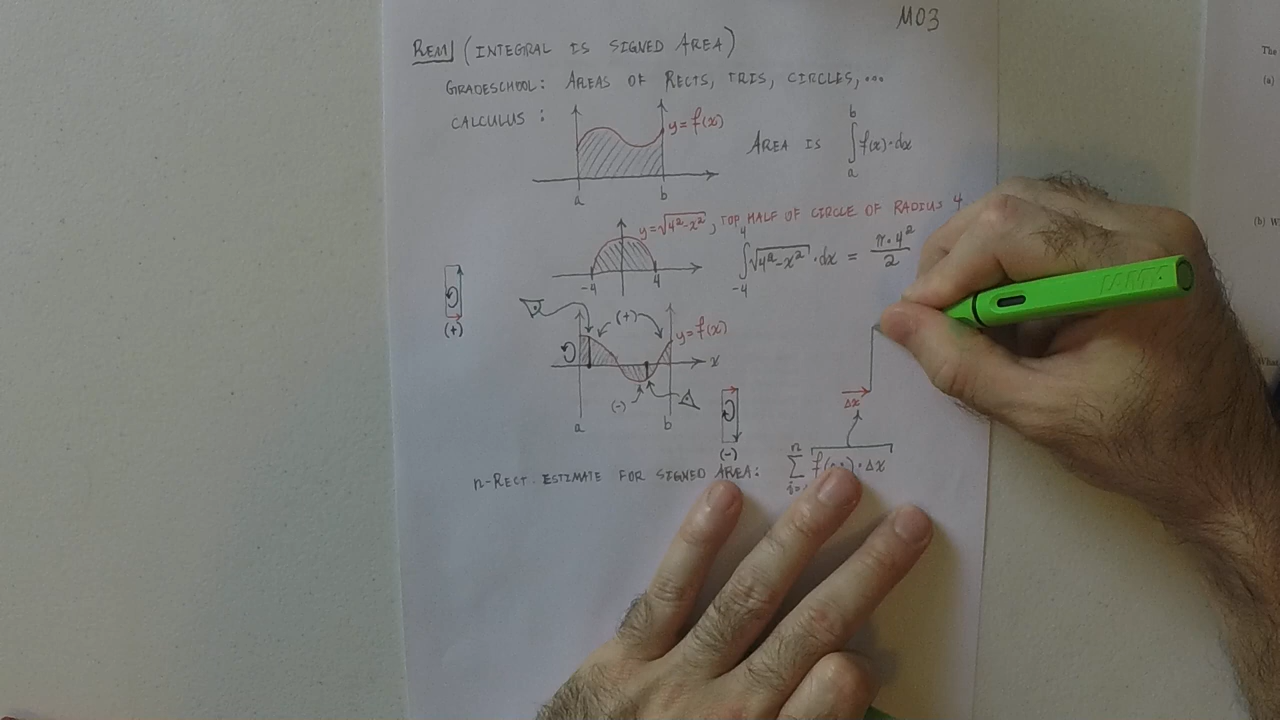 M03
REM (INTEGRAL IS SIGNED AREA)
GRADESCHOOL: AREAS OF RECTS, TRIS, CIRCLES,...
CALCULUS:
y=f(x)
a b
AREA IS ∫_a^b f(x)·dx
y=√(4²-x²), TOP HALF OF CIRCLE OF RADIUS 4
-4 4
∫_{-4}^{4} √(4²-x²)·dx = π·4²/2
(+)
(+)
y=f(x)
x
(-)
a b
(-)
Δx
n-RECT. ESTIMATE FOR SIGNED AREA: ∑ n i= f( )·Δx
The
(a)
(b) W